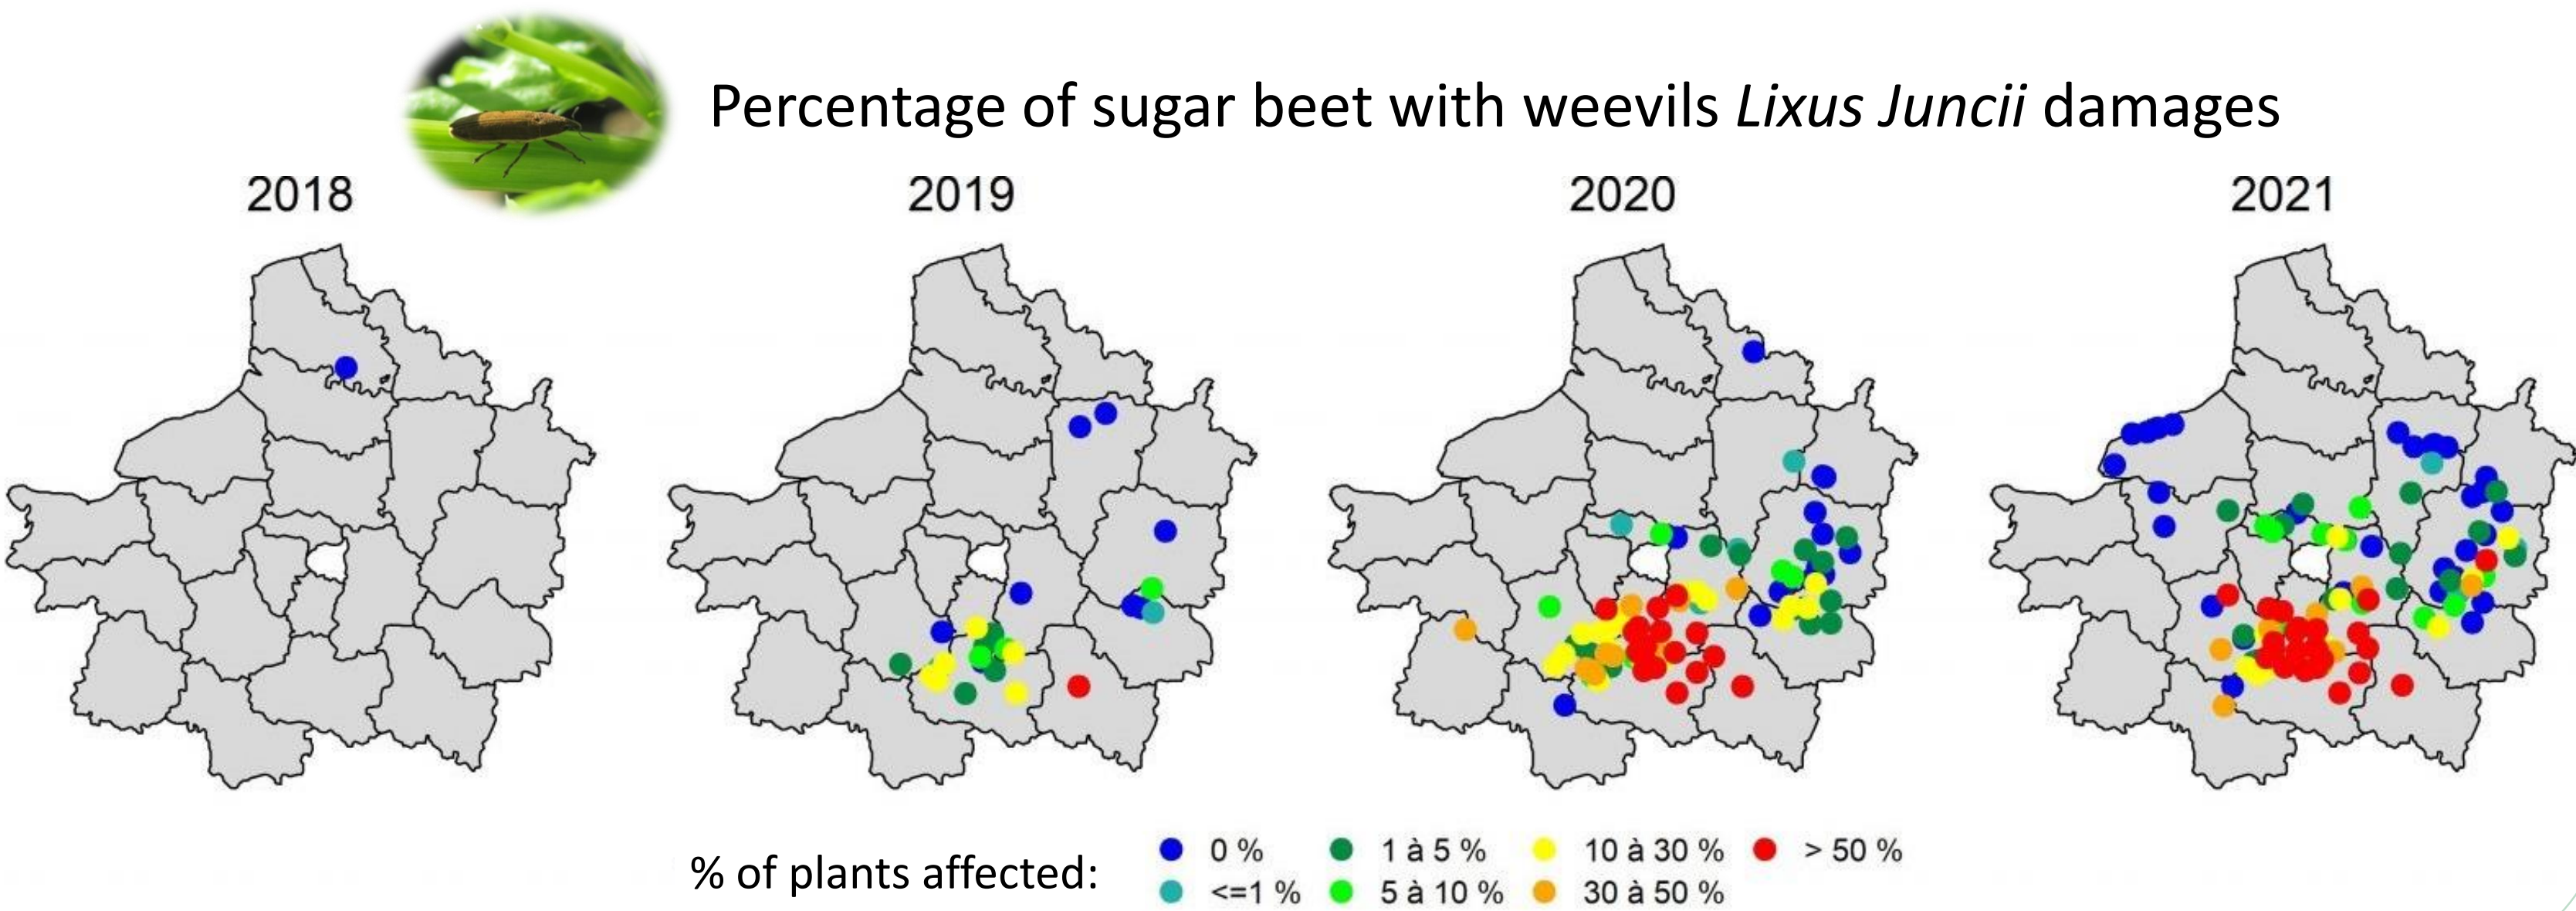 Percentage of sugar beet with weevils Lixus Juncii damages
2018
2019
2020
2021
% of plants affected:
0 %
1 à 5 %
10 à 30 %
> 50 %
<=1 %
5 à 10 %
30 à 50 %